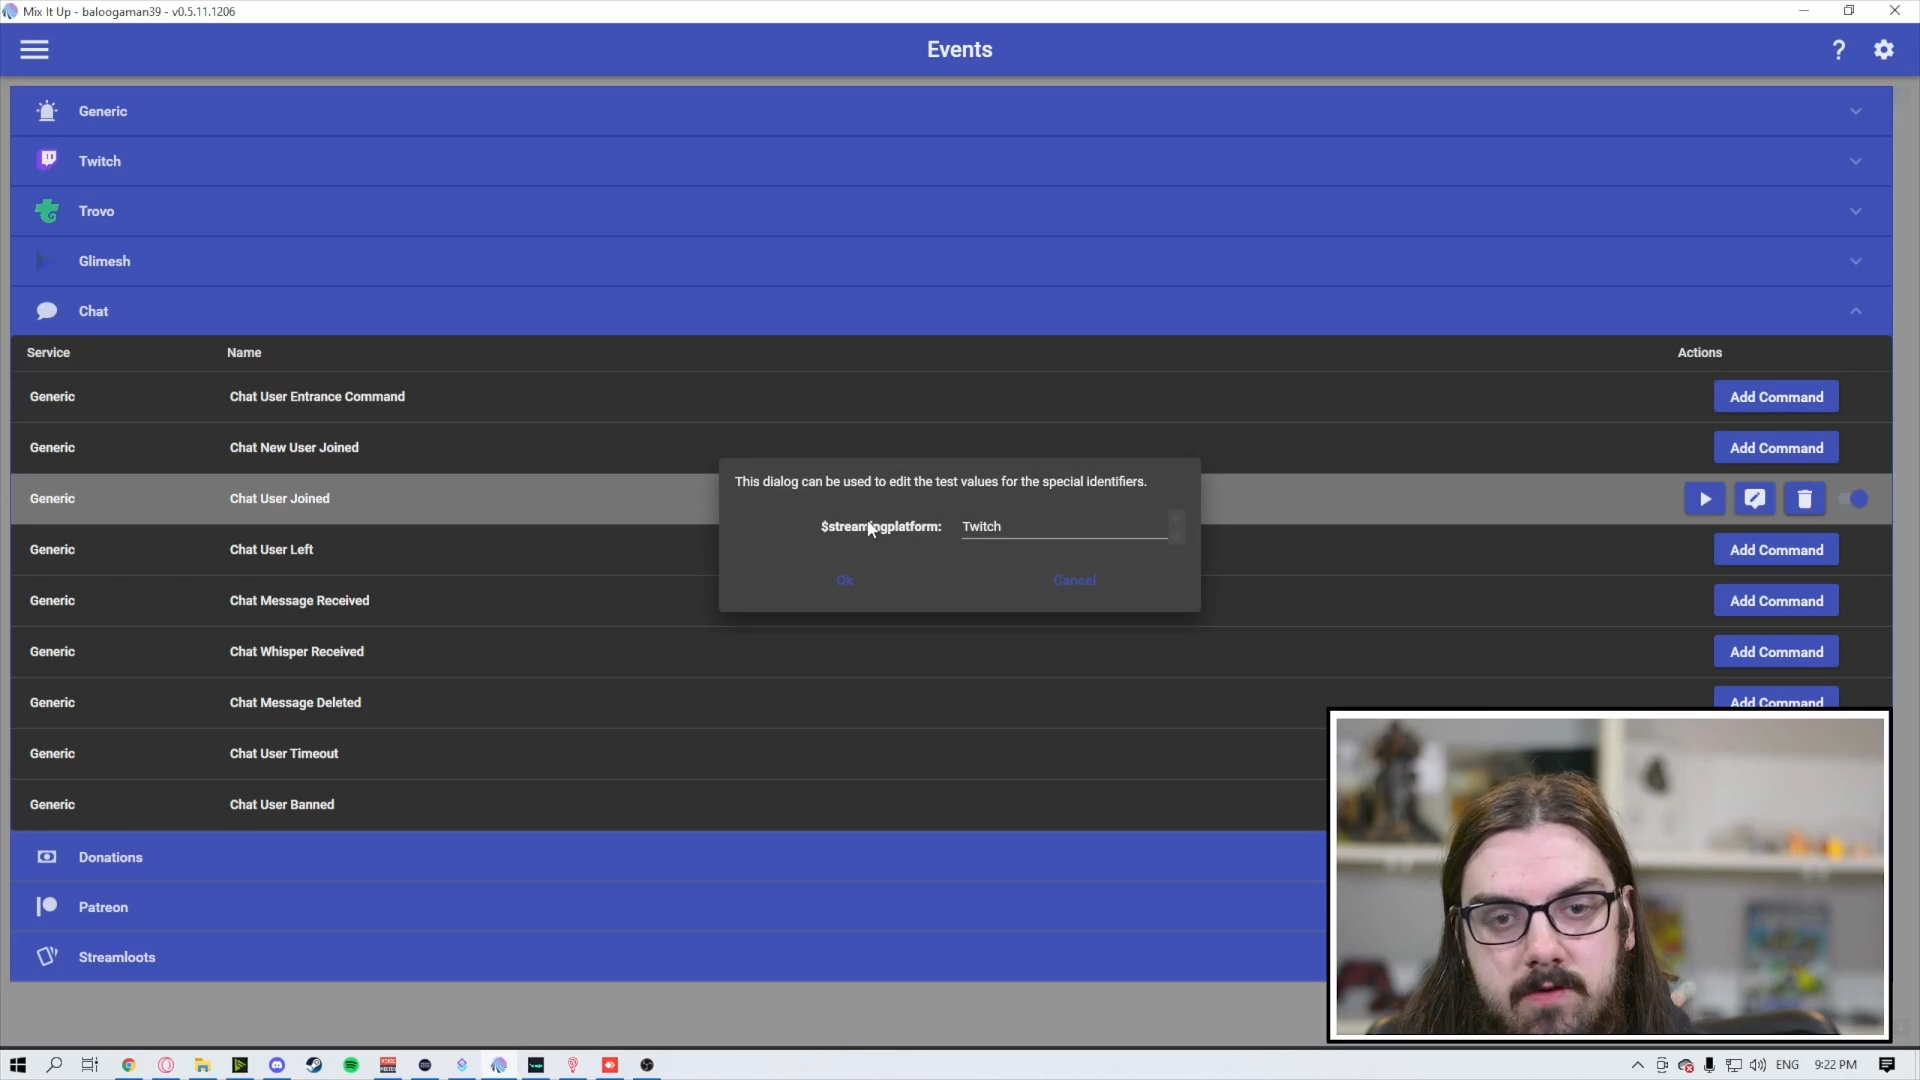 Mix It Up - baloogaman39 - v0.5.11.1206
Events
?
Generic
Twitch
Trovo
Glimesh
Chat
Service Name Actions
Generic Chat User Entrance Command Add Command
Generic Chat New User Joined Add Command
Generic Chat User Joined
Generic Chat User Left Add Command
Generic Chat Message Received Add Command
Generic Chat Whisper Received Add Command
Generic Chat Message Deleted Add Command
Generic Chat User Timeout
Generic Chat User Banned
This dialog can be used to edit the test values for the special identifiers.
$streamingplatform: Twitch
Ok Cancel
Donations
Patreon
Streamloots
ENG 9:22 PM